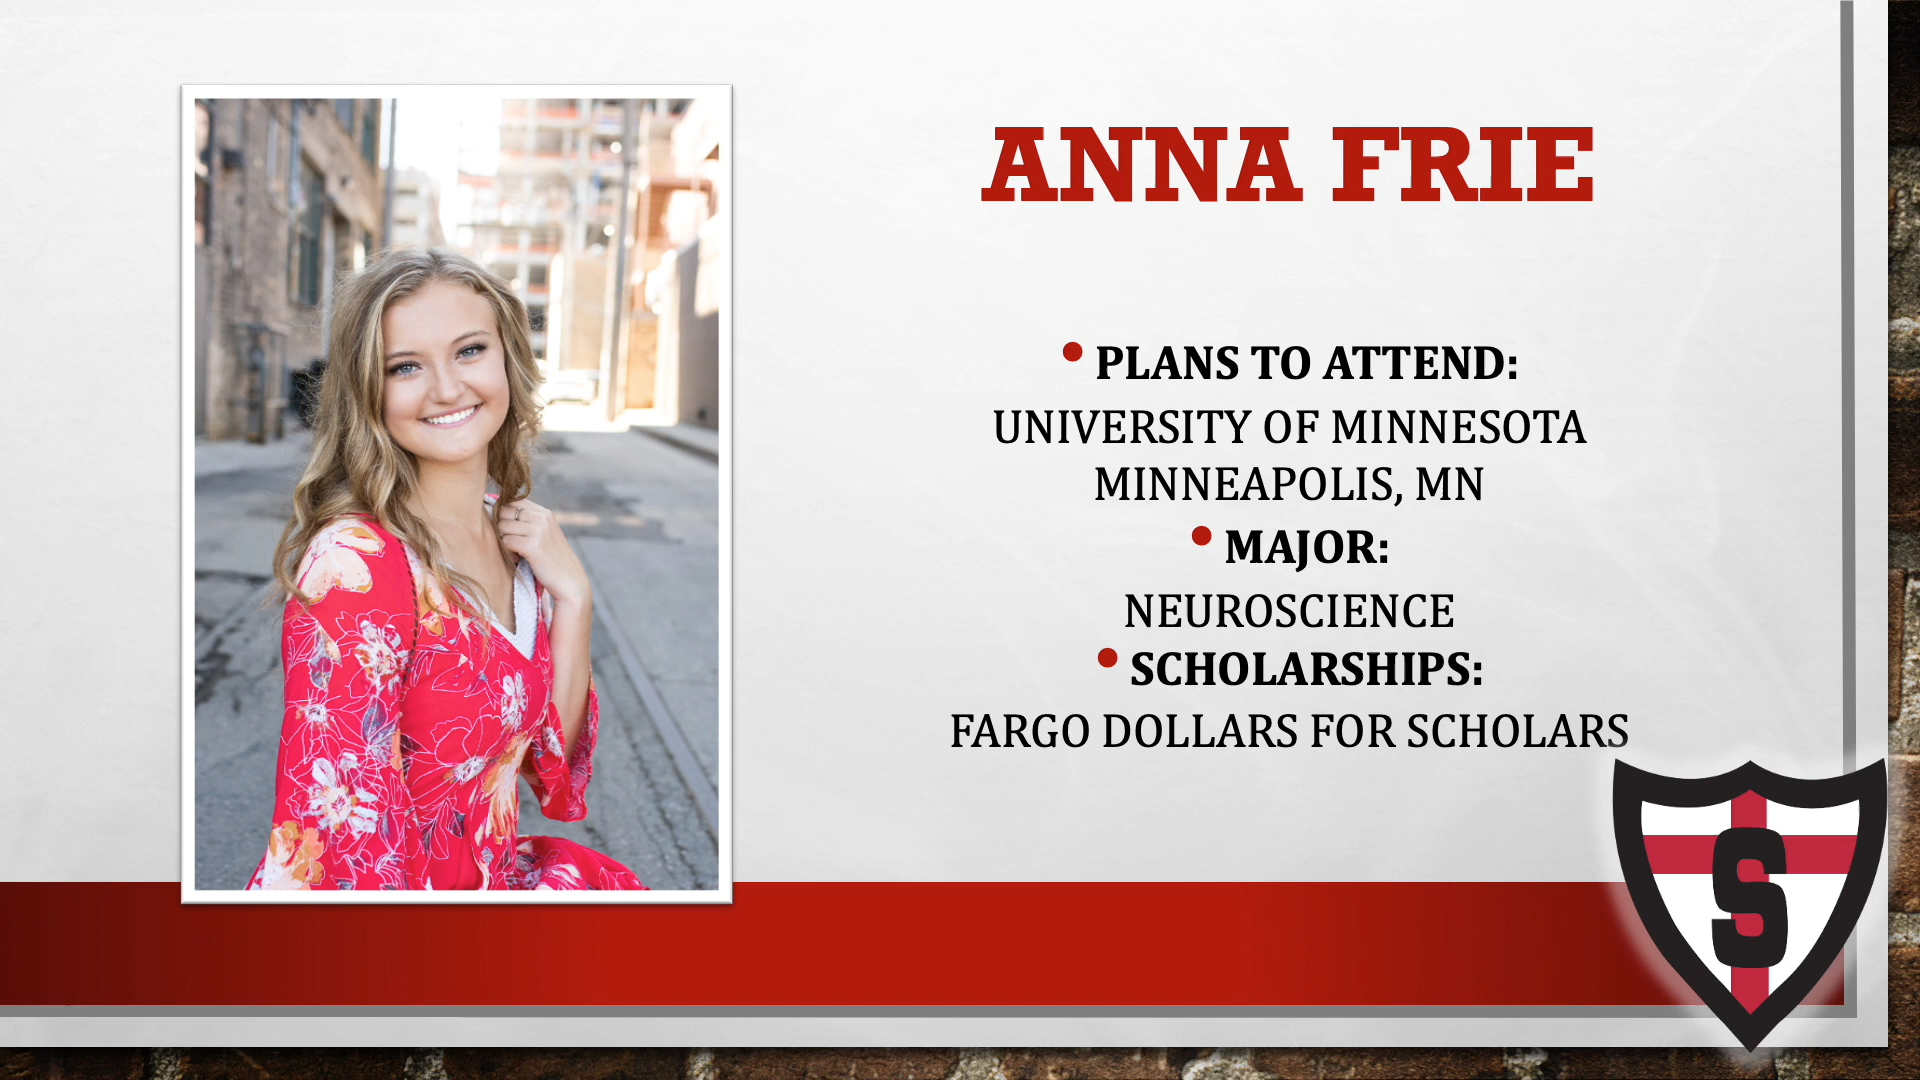 ANNA FRIE
• PLANS TO ATTEND:
UNIVERSITY OF MINNESOTA
MINNEAPOLIS, MN
• MAJOR:
NEUROSCIENCE
• SCHOLARSHIPS:
FARGO DOLLARS FOR SCHOLARS
S